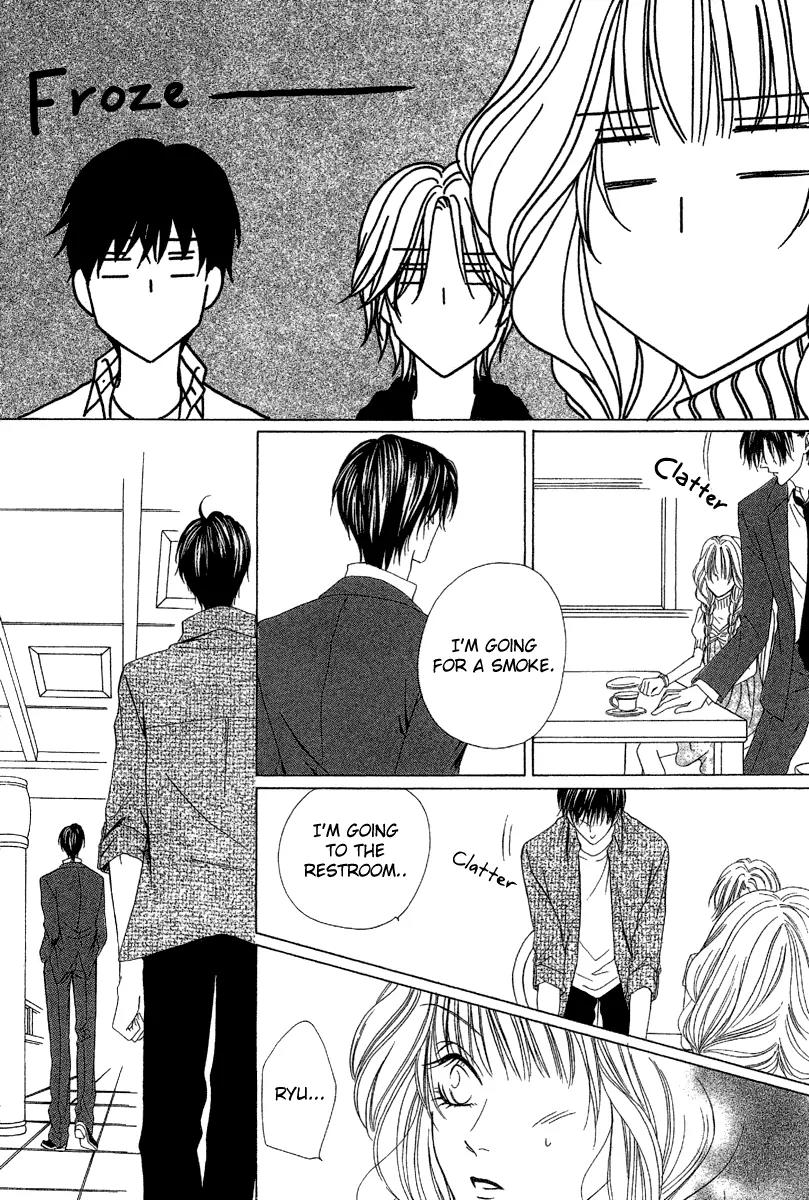 Froze
Clatter
I'M GOING
FOR A SMOKE.
Clatter
I'M GOING
TO THE
RESTROOM..
RYU...